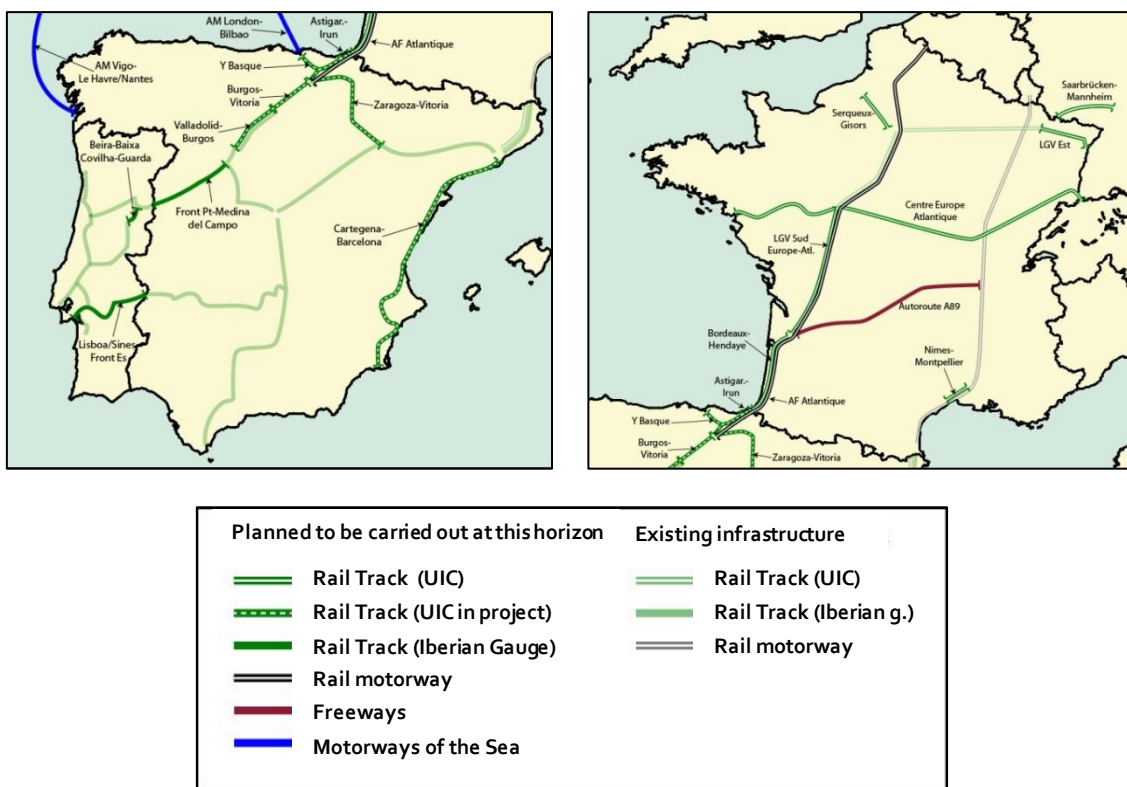 AM London-
Bilbao
Astigar.-
Irun
AF Atlantique
AM Vigo-
Le Havre/Nantes
Y Basque
Burgos-
Vitoria
Zaragoza-Vitoria
Valladolid-
Burgos
Beira-Baixa
Covilha-Guarda
Front Pt-Medina
del Campo
Cartegena-
Barcelona
Lisboa/Sines
Front Es
Saarbrücken-
Mannheim
Serqueux-
Gisors
LGV Est
Centre Europe
Atlantique
LGV Sud
Europe-Atl.
Autoroute A89
Bordeaux-
Hendaye
Nimes-
Montpellier
Astigar.-
Irun
AF Atlantique
Y Basque
Burgos-
Vitoria
Zaragoza-Vitoria
Planned to be carried out at this horizon
Rail Track (UIC)
Rail Track (UIC in project)
Rail Track (Iberian Gauge)
Rail motorway
Freeways
Motorways of the Sea
Existing infrastructure
Rail Track (UIC)
Rail Track (Iberian g.)
Rail motorway